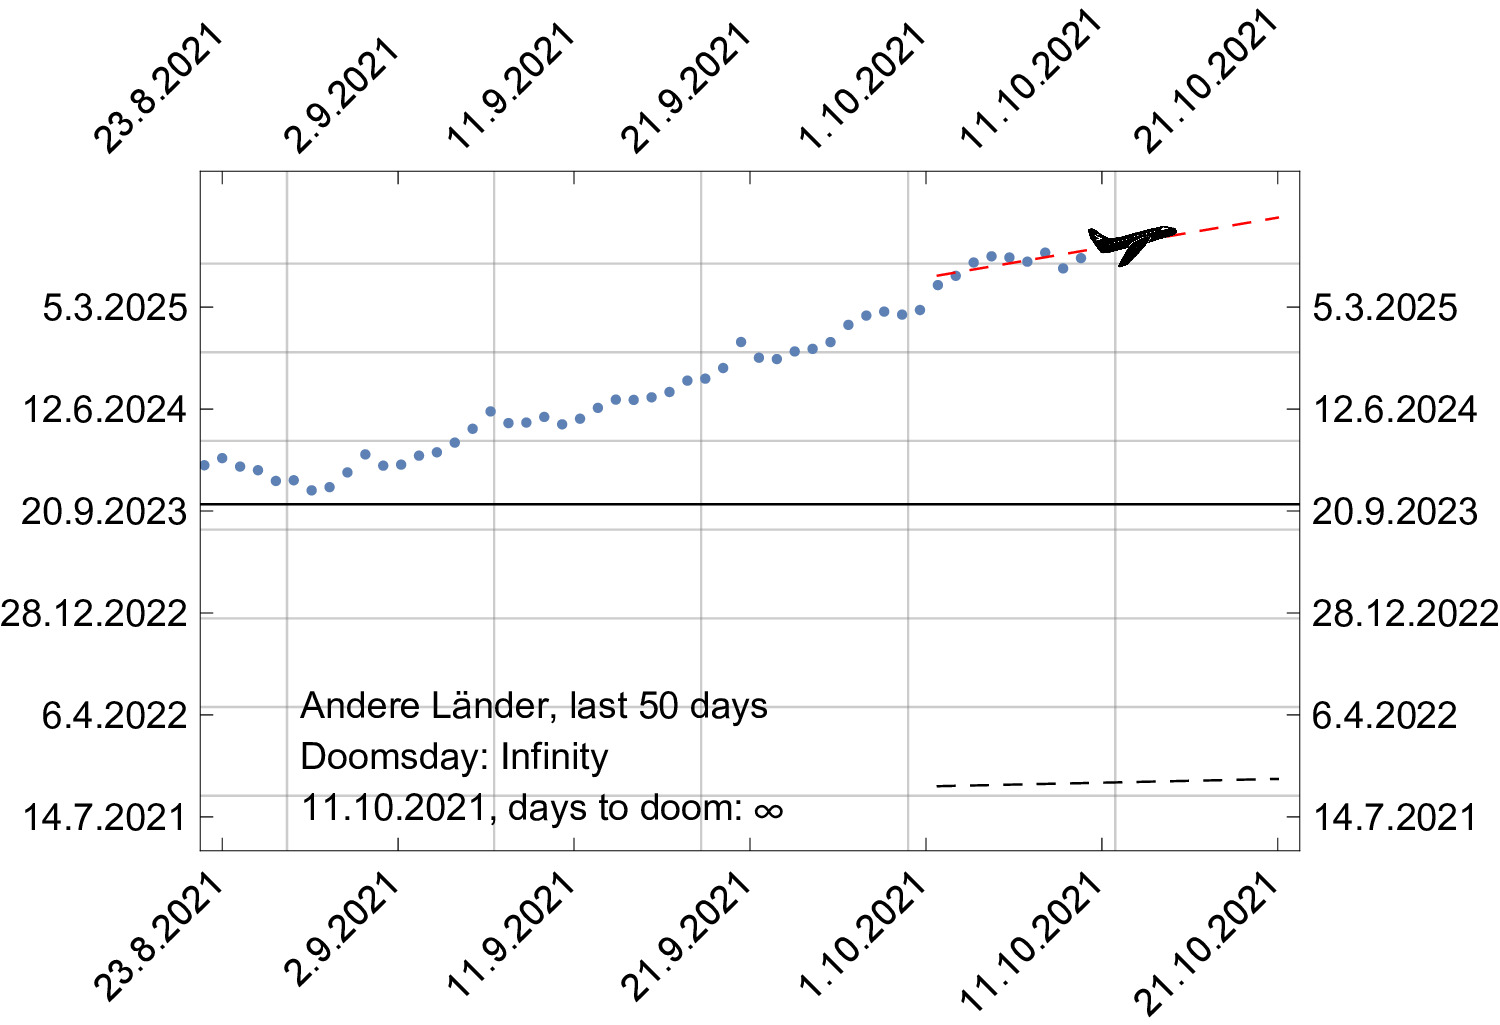 23.8.2021 2.9.2021 11.9.2021 21.9.2021 1.10.2021 11.10.2021 21.10.2021
5.3.2025 5.3.2025
12.6.2024 12.6.2024
20.9.2023 20.9.2023
28.12.2022 28.12.2022
Andere Länder, last 50 days
6.4.2022 6.4.2022
Doomsday: Infinity
11.10.2021, days to doom: ∞
14.7.2021 14.7.2021
23.8.2021 2.9.2021 11.9.2021 21.9.2021 1.10.2021 11.10.2021 21.10.2021